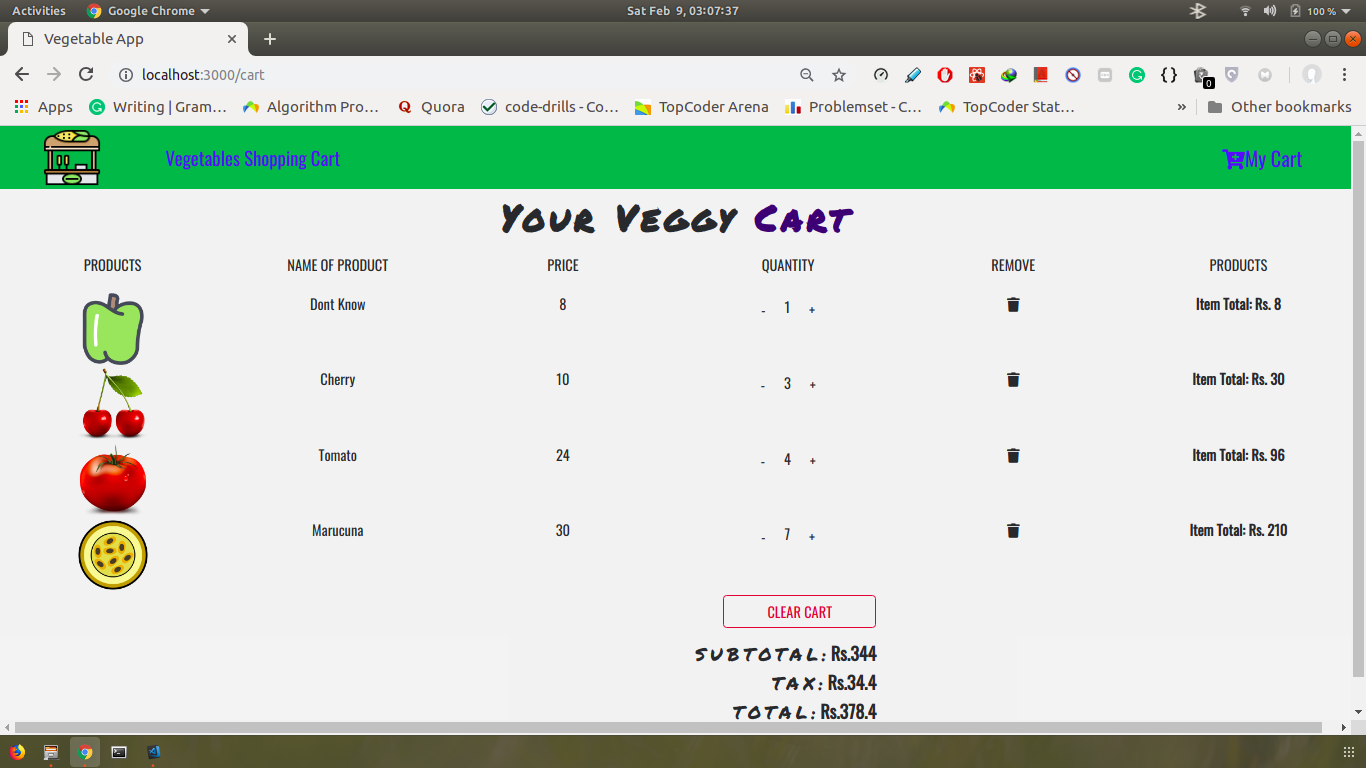 Activities Google Chrome Sat Feb 9, 03:07:37 100 %
Vegetable App
localhost:3000/cart 0
Apps Writing | Gram… Algorithm Pro… Quora code-drills - Co… TopCoder Arena Problemset - C… TopCoder Stat… » Other bookmarks
Vegetables Shopping Cart My Cart
Your Veggy Cart
PRODUCTS NAME OF PRODUCT PRICE QUANTITY REMOVE PRODUCTS
Dont Know 8 - 1 + Item Total: Rs. 8
Cherry 10 - 3 + Item Total: Rs. 30
Tomato 24 - 4 + Item Total: Rs. 96
Marucuna 30 - 7 + Item Total: Rs. 210
CLEAR CART
SUBTOTAL: Rs.344
TAX: Rs.34.4
TOTAL: Rs.378.4